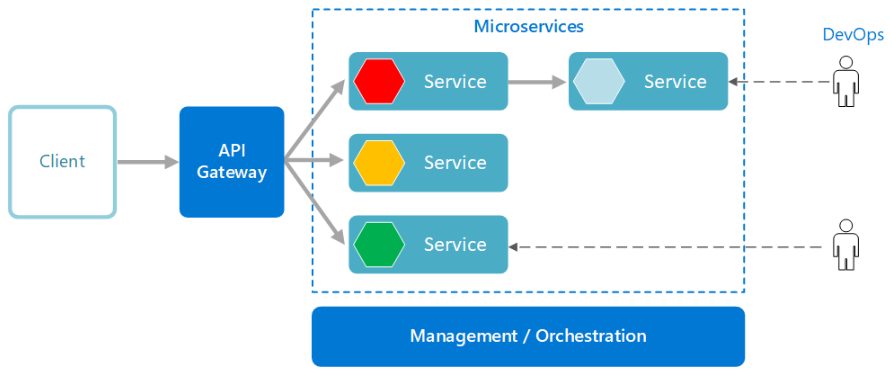 Microservices
DevOps
Service
Service
Client
API
Gateway
Service
Service
Management / Orchestration